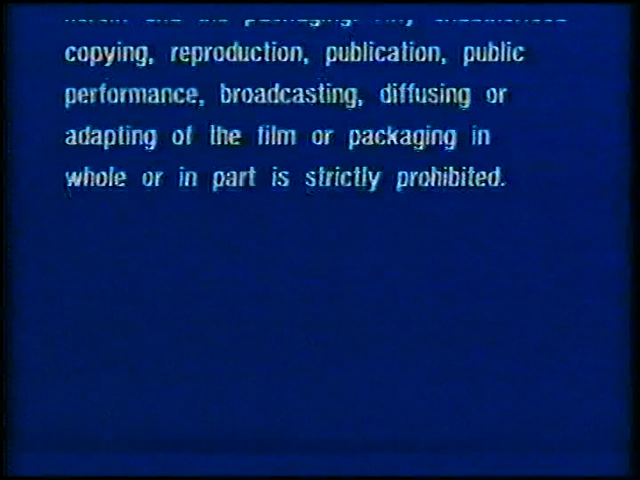 copying, reproduction, publication, public
performance, broadcasting, diffusing or
adapting of the film or packaging in
whole or in part is strictly prohibited.